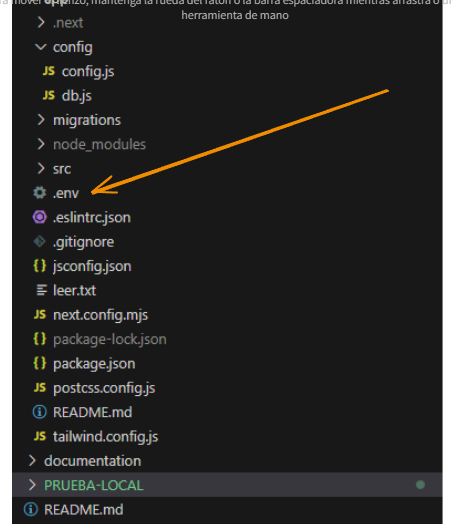 mover el lienzo, mantenga la rueda del ratón o la barra espaciadora mientras arrastra o
herramienta de mano
app
.next
config
JS config.js
JS db.js
migrations
node_modules
src
.env
.eslintrc.json
.gitignore
{} jsconfig.json
leer.txt
JS next.config.mjs
{} package-lock.json
{} package.json
JS postcss.config.js
README.md
JS tailwind.config.js
documentation
PRUEBA-LOCAL
README.md